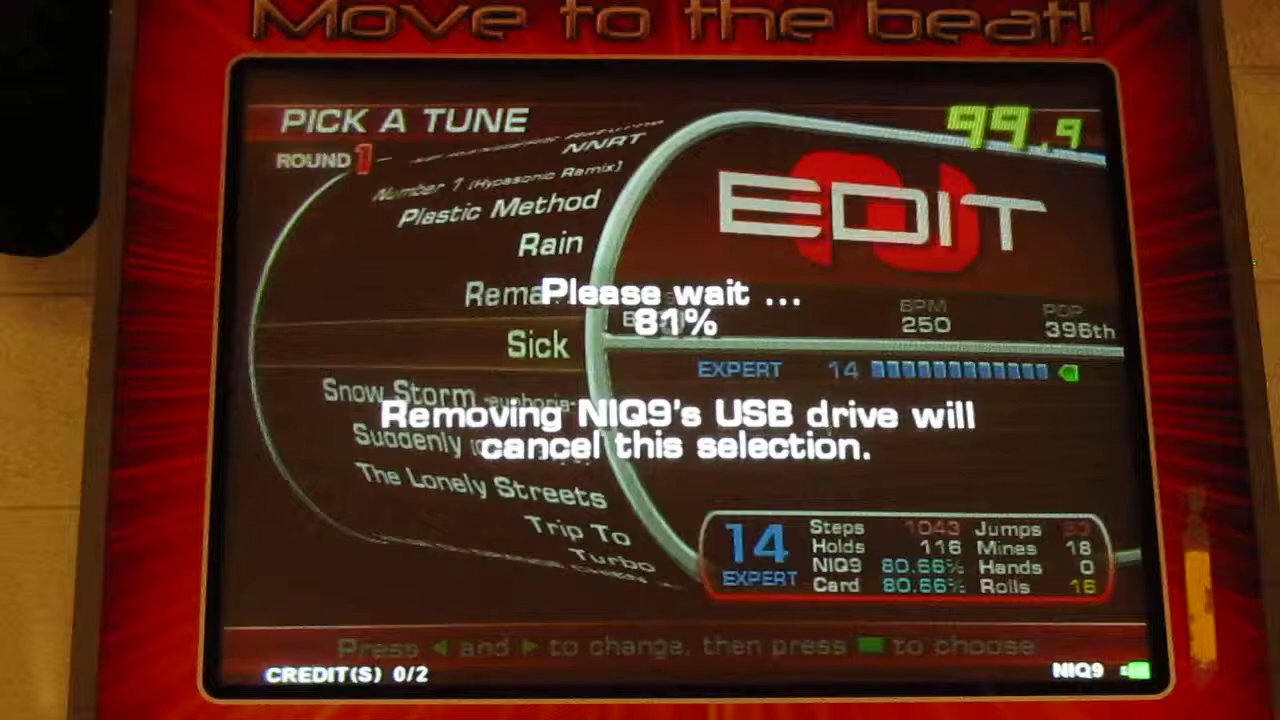 Move to the beat!
PICK A TUNE
99.9
ROUND 1
NNRT
Number 1 (Hypasonic Remix)
Plastic Method
Rain
EDIT
Rema
Please wait ...
81%
BPM
250
POP
396th
Sick
EXPERT 14
Snow Storm -euphoria-
Removing NIQ9's USB drive will
cancel this selection.
Suddenly
The Lonely Streets
Trip To
Turbo
14
EXPERT
Steps 1043 Jumps
Holds 116 Mines 18
NIQ9 80.66% Hands 0
Card 80.66% Rolls 16
Press ◄ and ► to change, then press ■ to choose
CREDIT(S) 0/2
NIQ9